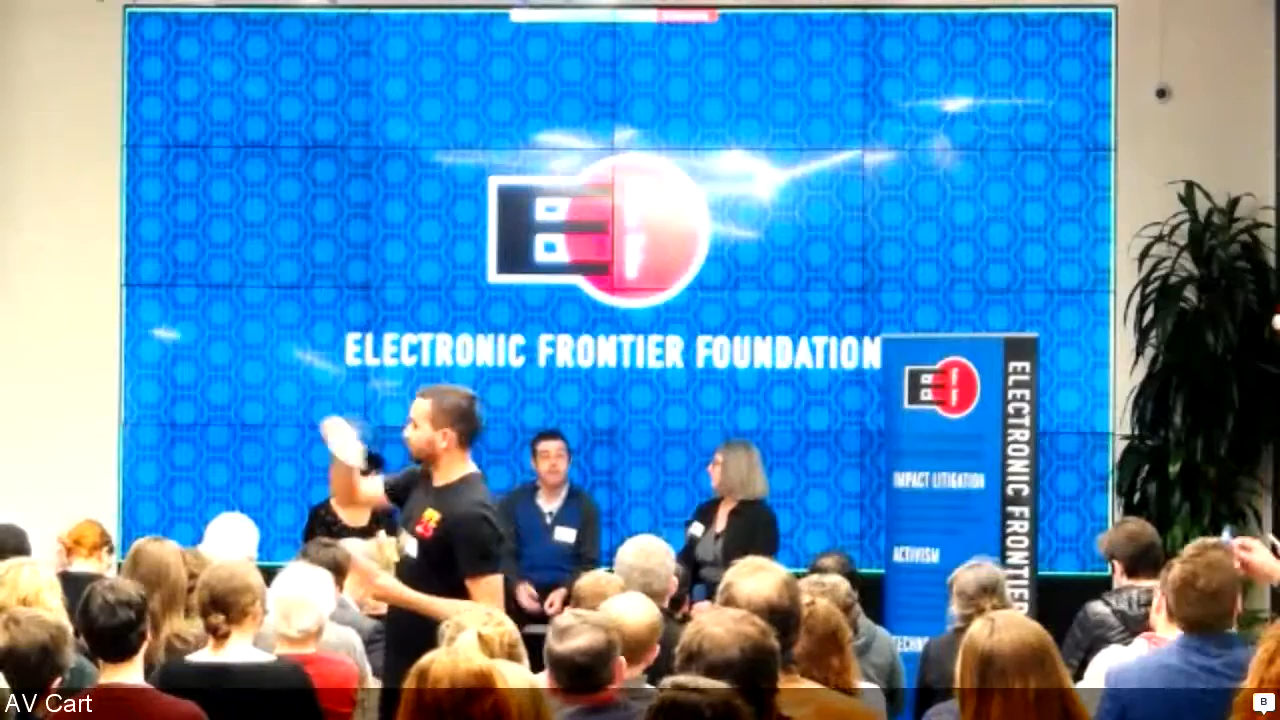 ELECTRONIC FRONTIER FOUNDATION
ELECTRONIC FRONTIER
IMPACT LITIGATION
ACTIVISM
AV Cart
B